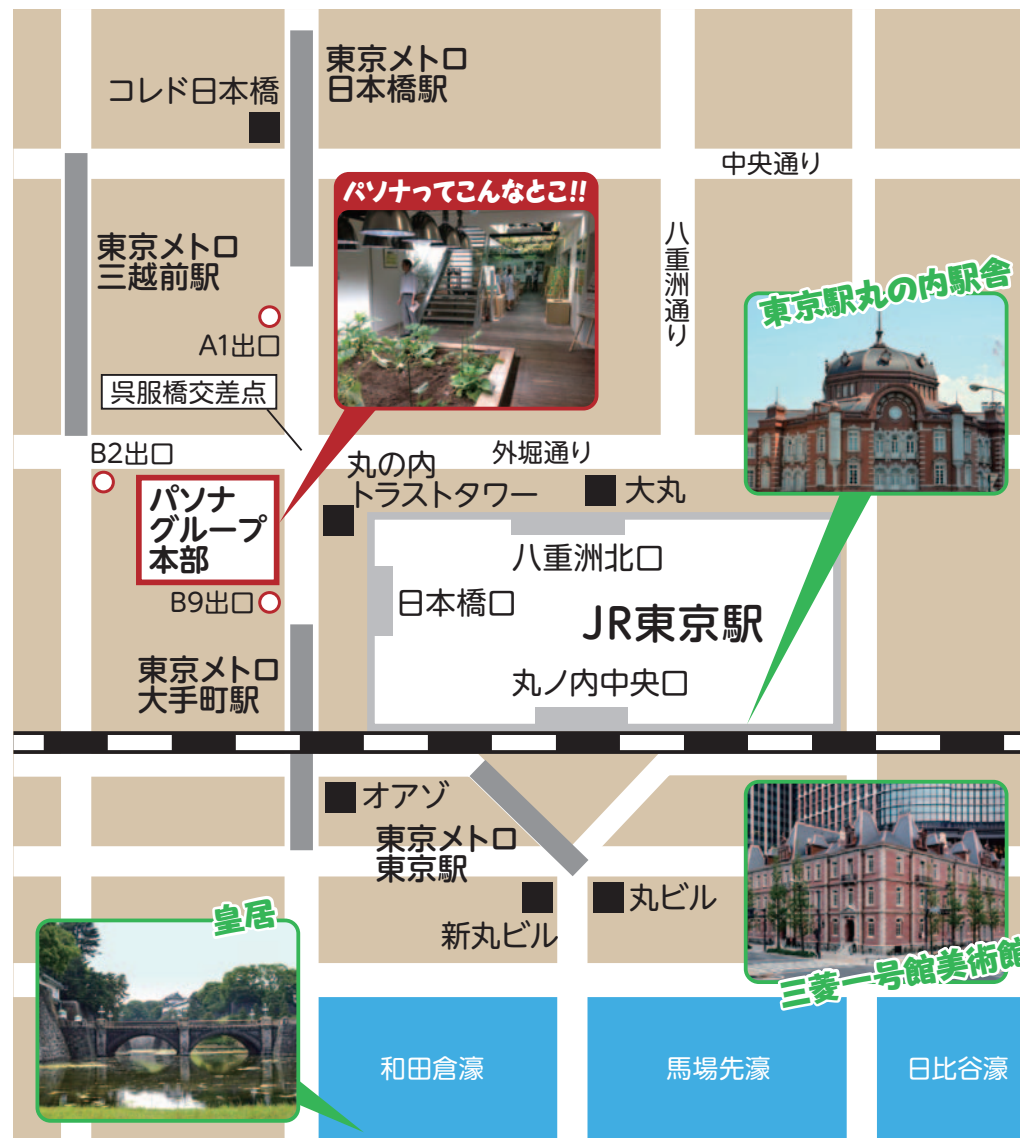 東京メトロ
日本橋駅
コレド日本橋
中央通り
パソナってこんなとこ!!
八重洲通り
東京メトロ
三越前駅
東京駅丸の内駅舎
A1出口
呉服橋交差点
外堀通り
B2出口
丸の内
トラストタワー
大丸
パソナ
グループ
本部
八重洲北口
日本橋口
JR東京駅
B9出口
東京メトロ
大手町駅
丸ノ内中央口
オアゾ
東京メトロ
東京駅
丸ビル
新丸ビル
皇居
三菱一号館美術館
和田倉濠
馬場先濠
日比谷濠